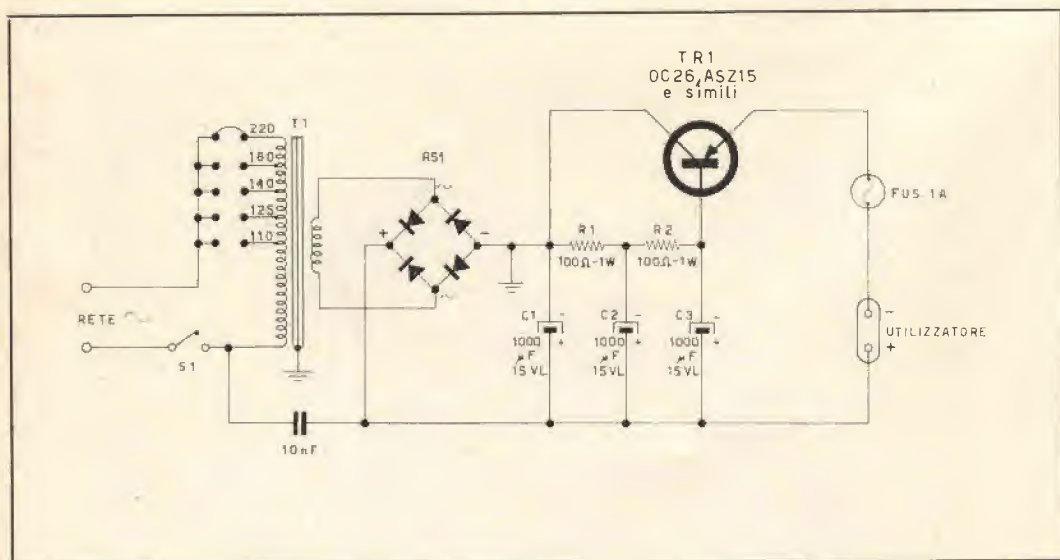 TR1
OC26,ASZ15
e simili
220
T1
160
140
125
110
RS1
+
-
FUS 1A
R1
R2
100Ω-1W
100Ω-1W
RETE
S1
C1
-
C2
-
C3
-
1000
+
1000
+
1000
+
µF
µF
µF
15VL
15VL
15VL
-
UTILIZZATORE
+
10nF